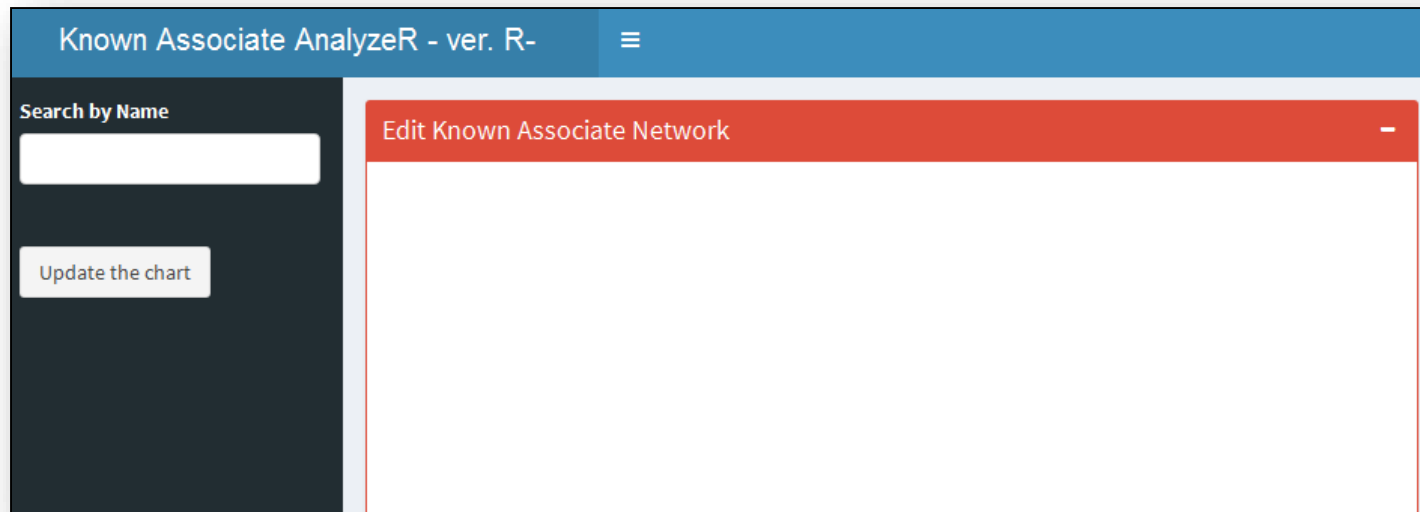 Known Associate AnalyzeR - ver. R-
Search by Name
Edit Known Associate Network
Update the chart